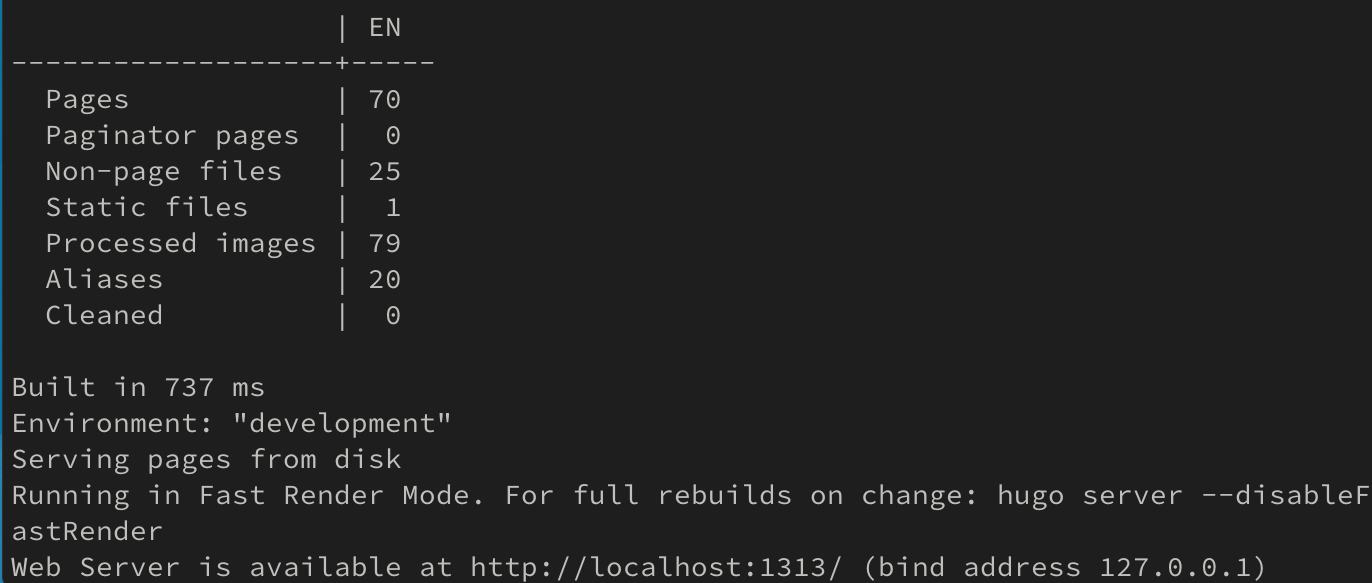 | EN
-------------------+-----
  Pages            | 70
  Paginator pages  |  0
  Non-page files   | 25
  Static files     |  1
  Processed images | 79
  Aliases          | 20
  Cleaned          |  0

Built in 737 ms
Environment: "development"
Serving pages from disk
Running in Fast Render Mode. For full rebuilds on change: hugo server --disableF
astRender
Web Server is available at http://localhost:1313/ (bind address 127.0.0.1)